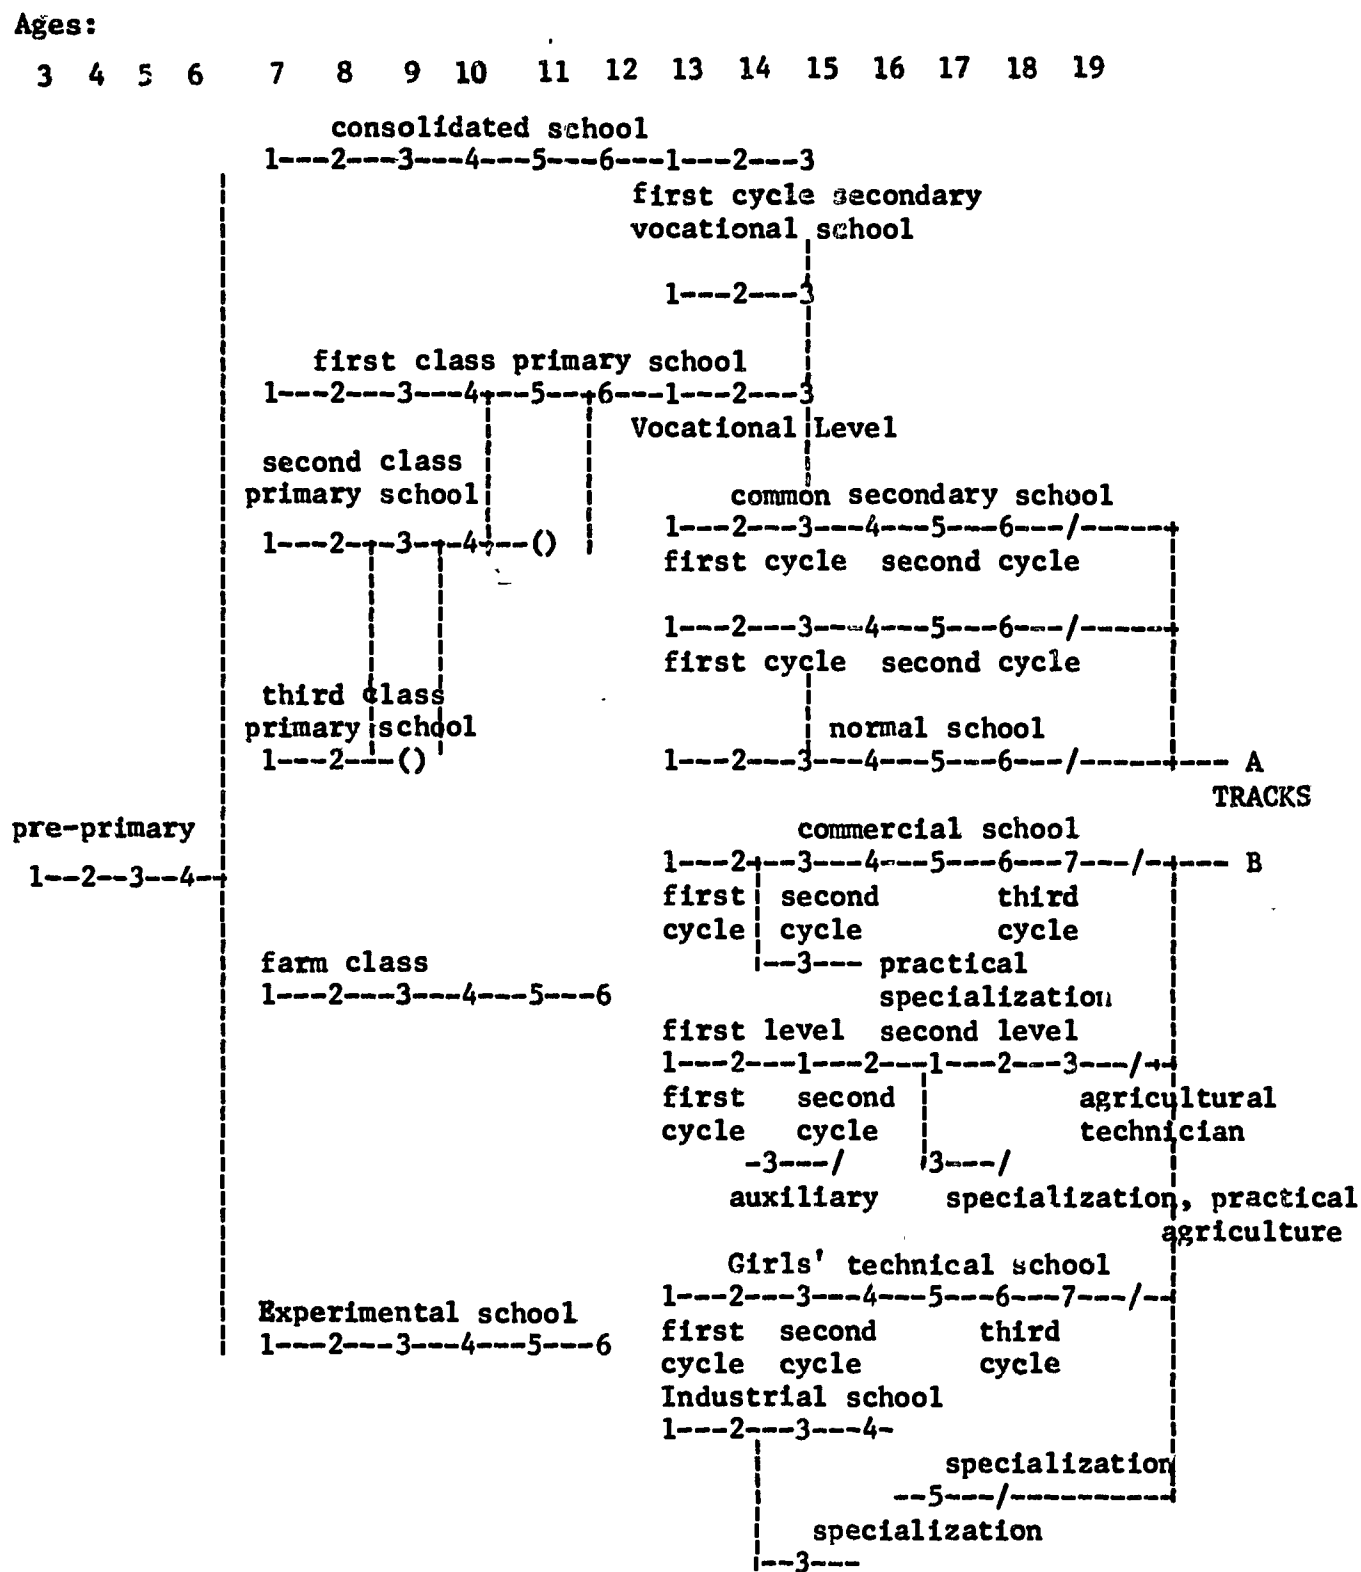 Ages:
3 4 5 6 7 8 9 10 11 12 13 14 15 16 17 18 19
consolidated school
1---2---3---4---5---6---1---2---3
first cycle secondary
vocational school
1---2---3
first class primary school
1---2---3---4---5---6---1---2---3
Vocational Level
second class
primary school
common secondary school
1---2---3---4---5---6---/------
1---2---3---4---()
first cycle second cycle
1---2---3---4---5---6---/------
first cycle second cycle
third class
primary school
normal school
1---2---()
1---2---3---4---5---6---/--------- A
TRACKS
pre-primary
commercial school
1---2---3---4---5---6---7---/----- B
1--2--3--4--
first second third
cycle cycle cycle
farm class
--3--- practical
1---2---3---4---5---6
specialization
first level second level
1---2---1---2---1---2---3---/--
first second agricultural
cycle cycle technician
-3---/ 3---/
auxiliary specialization, practical
agriculture
Girls' technical school
1---2---3---4---5---6---7---/--
Experimental school
first second third
1---2---3---4---5---6
cycle cycle cycle
Industrial school
1---2---3---4-
specialization
--5---/----------
specialization
--3---